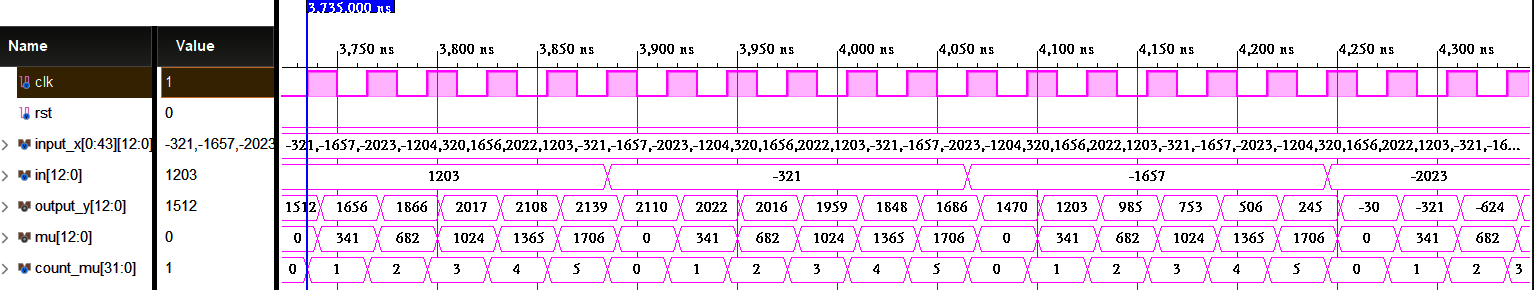 3,735.000 ns
Name Value 3,750 ns 3,800 ns 3,850 ns 3,900 ns 3,950 ns 4,000 ns 4,050 ns 4,100 ns 4,150 ns 4,200 ns 4,250 ns 4,300 ns
clk 1
rst 0
input_x[0:43][12:0] -321,-1657,-2023 -321,-1657,-2023,-1204,320,1656,2022,1203,-321,-1657,-2023,-1204,320,1656,2022,1203,-321,-1657,-2023,-1204,320,1656,2022,1203,-321,-1657,-2023,-1204,320,1656,2022,1203,-321,-16...
in[12:0] 1203 1203 -321 -1657 -2023
output_y[12:0] 1512 1512 1656 1866 2017 2108 2139 2110 2022 2016 1959 1848 1686 1470 1203 985 753 506 245 -30 -321 -624
mu[12:0] 0 0 341 682 1024 1365 1706 0 341 682 1024 1365 1706 0 341 682 1024 1365 1706 0 341 682
count_mu[31:0] 1 0 1 2 3 4 5 0 1 2 3 4 5 0 1 2 3 4 5 0 1 2 3